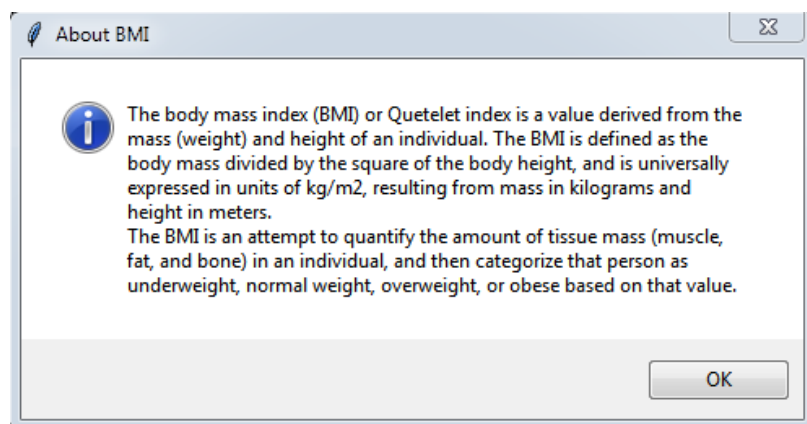 About BMI
The body mass index (BMI) or Quetelet index is a value derived from the
mass (weight) and height of an individual. The BMI is defined as the
body mass divided by the square of the body height, and is universally
expressed in units of kg/m2, resulting from mass in kilograms and
height in meters.
The BMI is an attempt to quantify the amount of tissue mass (muscle,
fat, and bone) in an individual, and then categorize that person as
underweight, normal weight, overweight, or obese based on that value.
OK